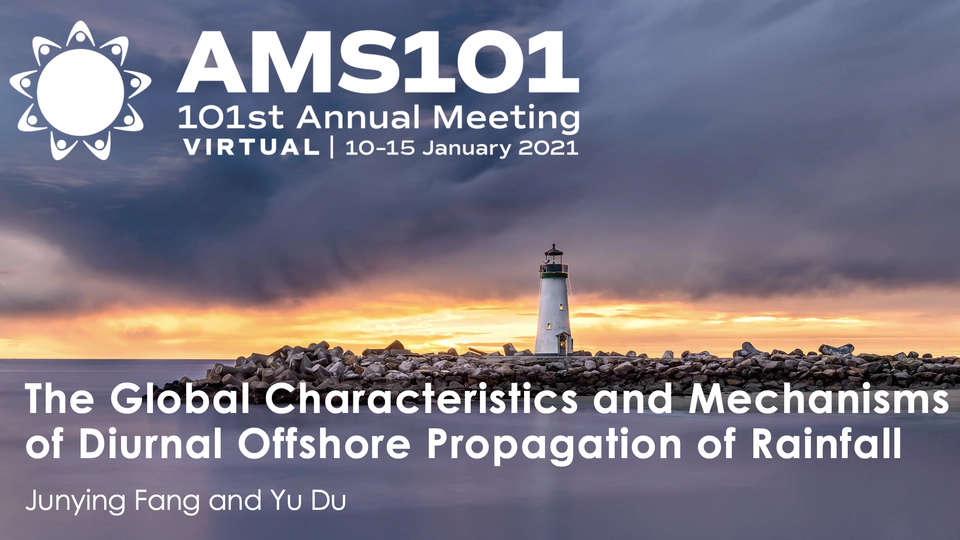 AMS101
101st Annual Meeting
VIRTUAL | 10-15 January 2021
The Global Characteristics and Mechanisms
of Diurnal Offshore Propagation of Rainfall
Junying Fang and Yu Du